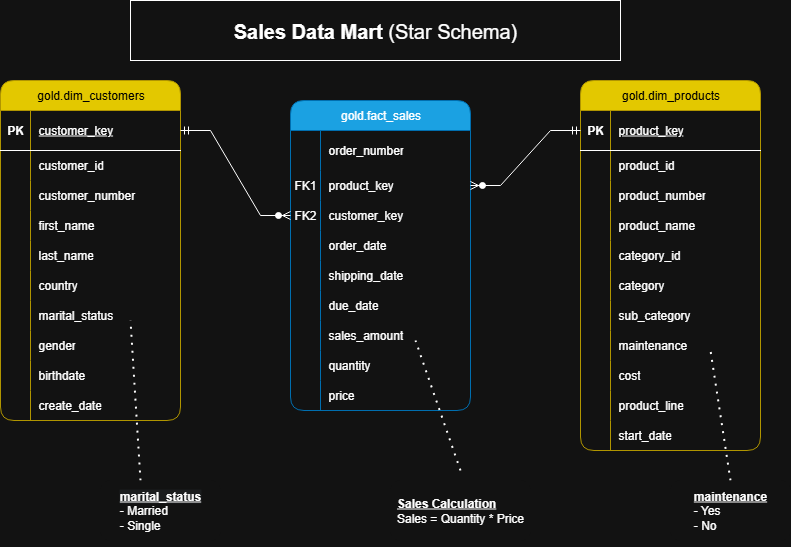 Sales Data Mart (Star Schema)
gold.dim_customers
PK customer_key
customer_id
customer_number
first_name
last_name
country
marital_status
gender
birthdate
create_date
gold.fact_sales
order_number
FK1 product_key
FK2 customer_key
order_date
shipping_date
due_date
sales_amount
quantity
price
gold.dim_products
PK product_key
product_id
product_number
product_name
category_id
category
sub_category
maintenance
cost
product_line
start_date
marital_status
- Married
- Single
Sales Calculation
Sales = Quantity * Price
maintenance
- Yes
- No